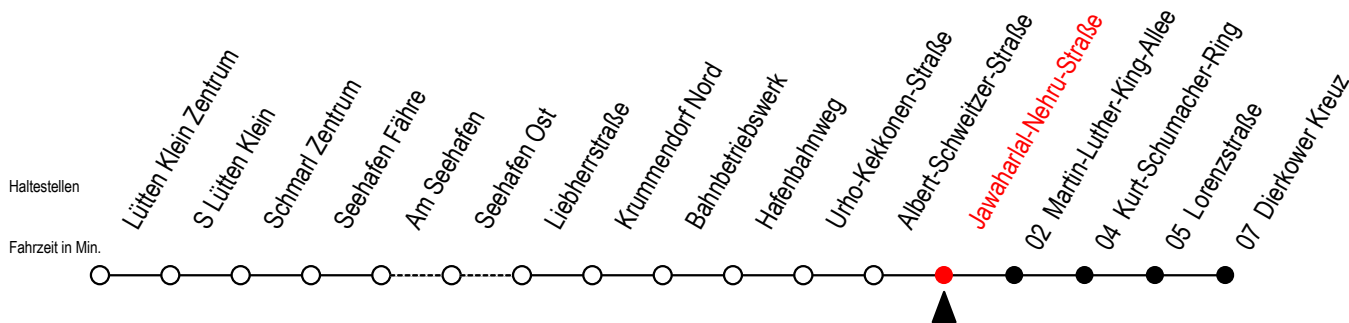 Haltestellen
Fahrzeit in Min.
Lütten Klein Zentrum
S Lütten Klein
Schmarl Zentrum
Seehafen Fähre
Am Seehafen
Seehafen Ost
Liebherrstraße
Krummendorf Nord
Bahnbetriebswerk
Hafenbahnweg
Urho-Kekkonen-Straße
Albert-Schweitzer-Straße
Jawaharlal-Nehru-Straße
02 Martin-Luther-King-Allee
04 Kurt-Schumacher-Ring
05 Lorenzstraße
07 Dierkower Kreuz